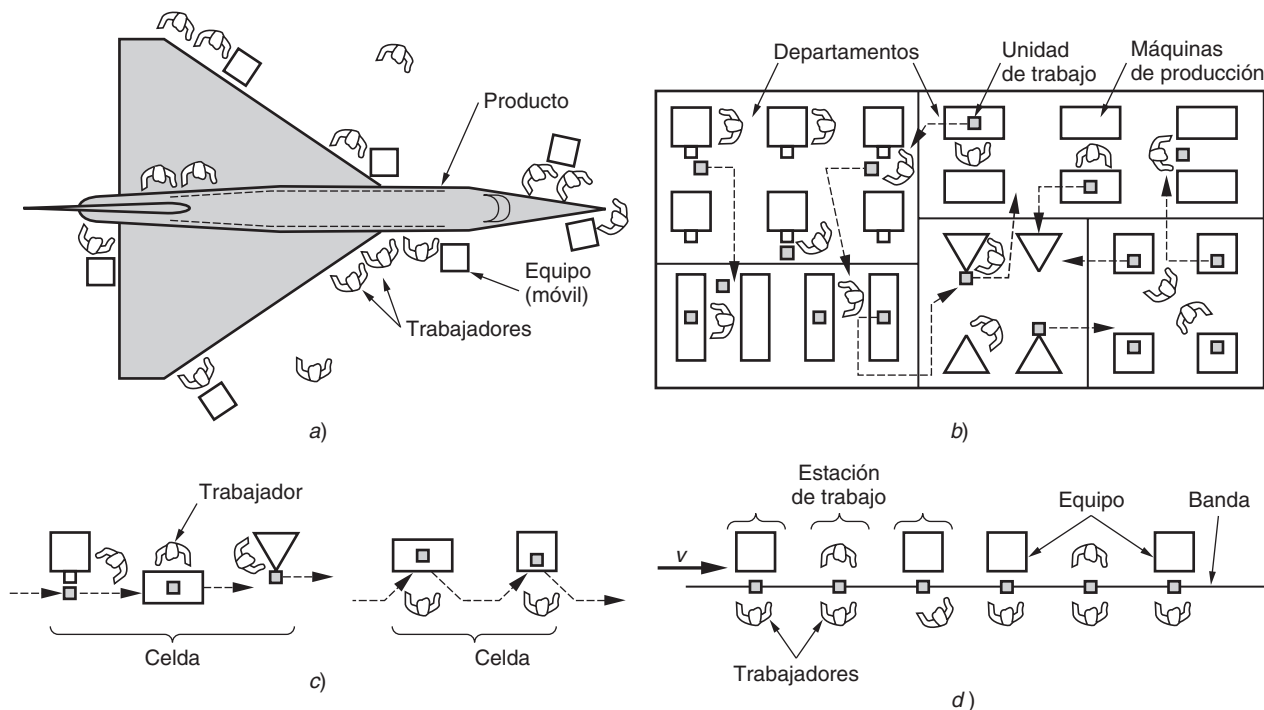 Producto
Equipo
(móvil)
Trabajadores
a)
Departamentos
Unidad
de trabajo
Máquinas
de producción
b)
Trabajador
Celda
Celda
c)
Estación
de trabajo
Equipo
Banda
v
Trabajadores
d)